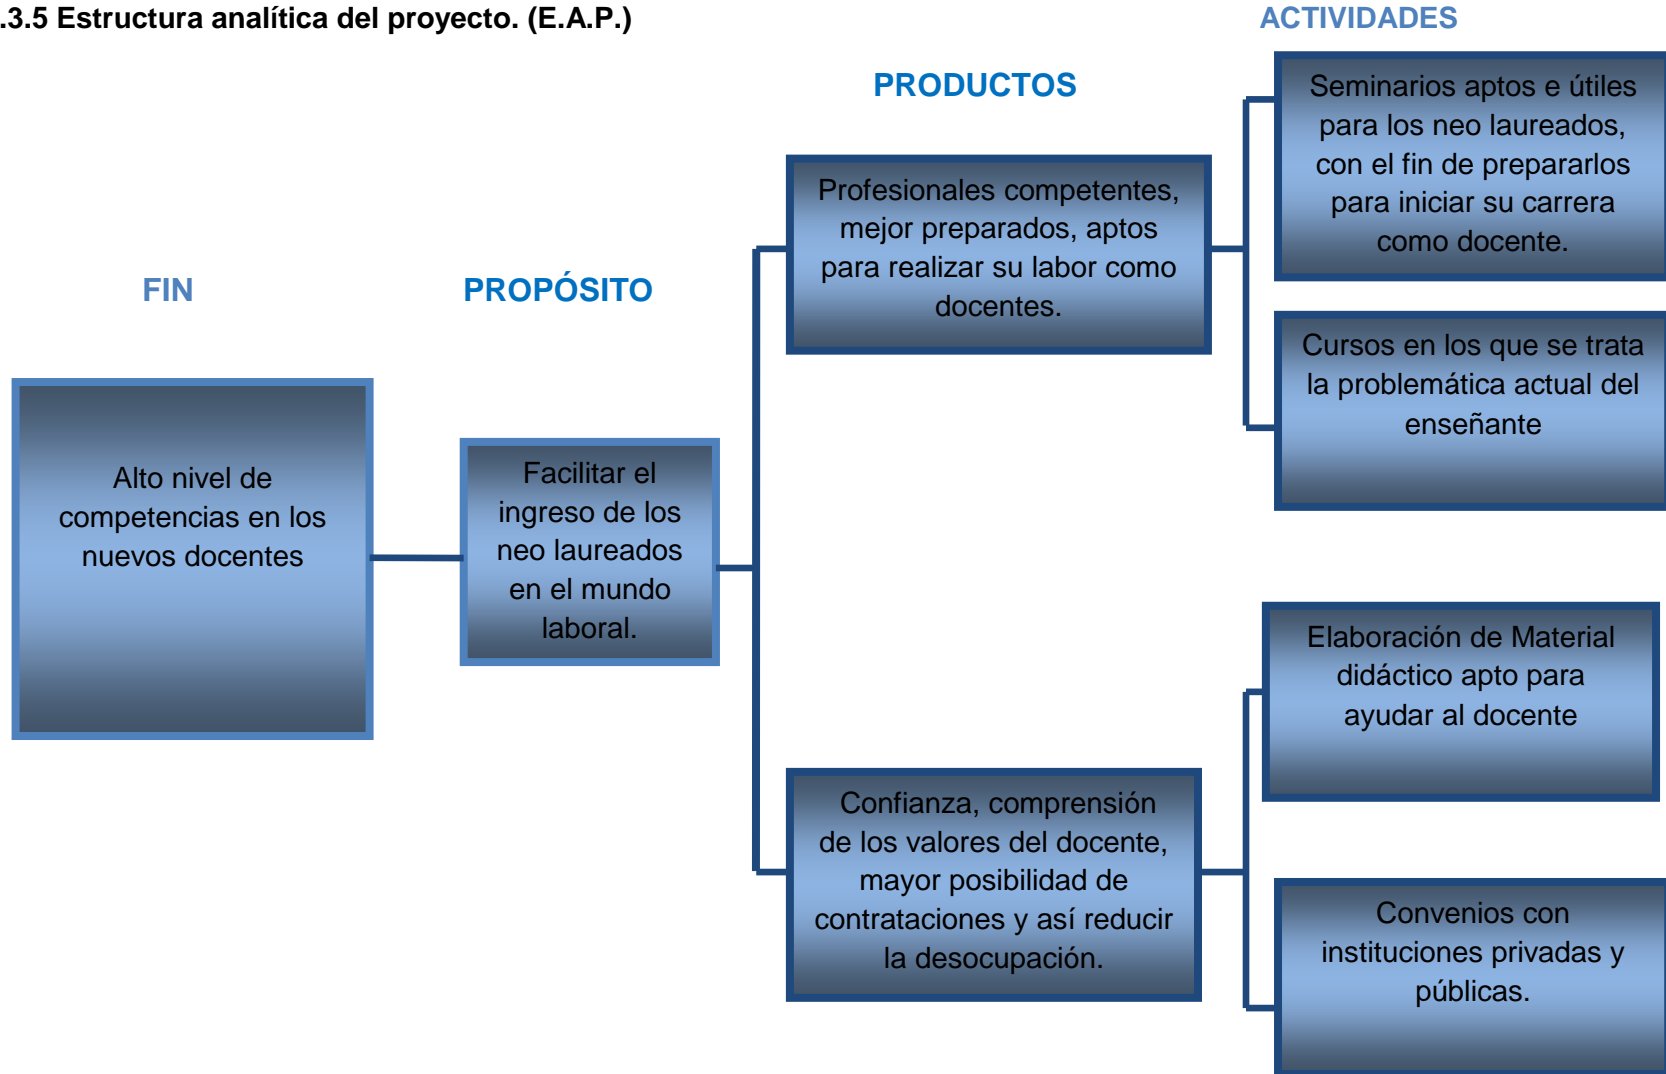 .3.5 Estructura analítica del proyecto. (E.A.P.)
ACTIVIDADES
PRODUCTOS
FIN
PROPÓSITO
Alto nivel de
competencias en los
nuevos docentes
Facilitar el
ingreso de los
neo laureados
en el mundo
laboral.
Profesionales competentes,
mejor preparados, aptos
para realizar su labor como
docentes.
Seminarios aptos e útiles
para los neo laureados,
con el fin de prepararlos
para iniciar su carrera
como docente.
Cursos en los que se trata
la problemática actual del
enseñante
Confianza, comprensión
de los valores del docente,
mayor posibilidad de
contrataciones y así reducir
la desocupación.
Elaboración de Material
didáctico apto para
ayudar al docente
Convenios con
instituciones privadas y
públicas.